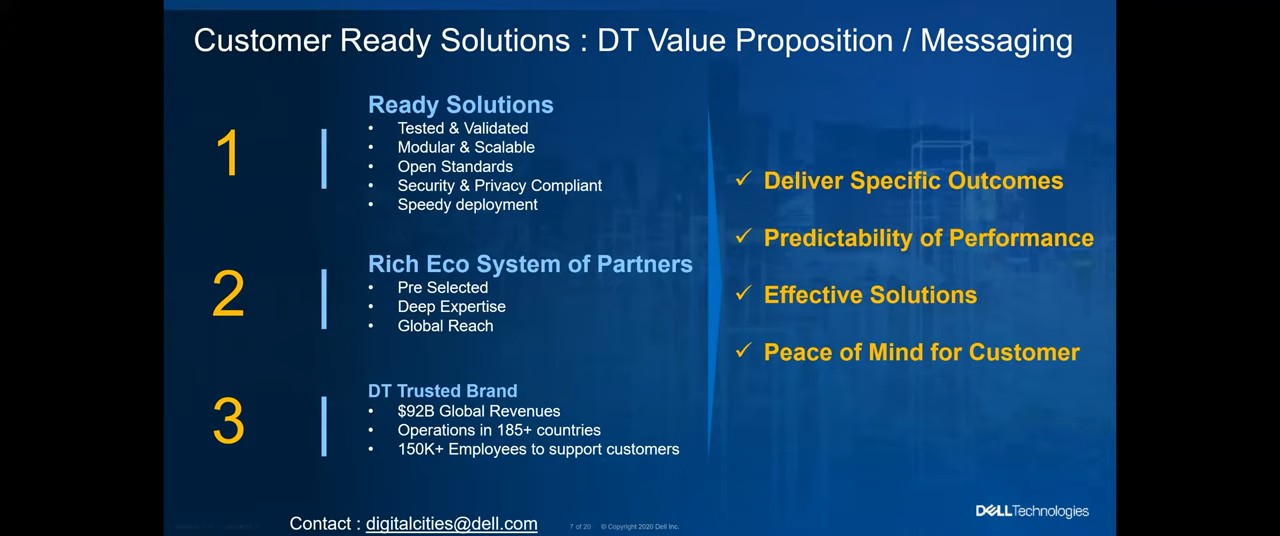 Customer Ready Solutions : DT Value Proposition / Messaging
1
Ready Solutions
• Tested & Validated
• Modular & Scalable
• Open Standards
• Security & Privacy Compliant
• Speedy deployment
2
Rich Eco System of Partners
• Pre Selected
• Deep Expertise
• Global Reach
3
DT Trusted Brand
• $92B Global Revenues
• Operations in 185+ countries
• 150K+ Employees to support customers
✓ Deliver Specific Outcomes
✓ Predictability of Performance
✓ Effective Solutions
✓ Peace of Mind for Customer
Contact : digitalcities@dell.com
7 of 20 © Copyright 2020 Dell Inc.
DELLTechnologies